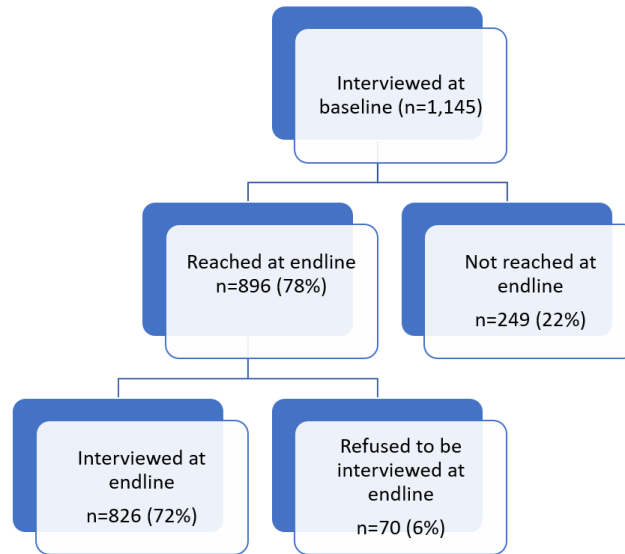 Interviewed at
baseline (n=1,145)
Reached at endline
n=896 (78%)
Not reached at
endline
n=249 (22%)
Interviewed at
endline
n=826 (72%)
Refused to be
interviewed at
endline
n=70 (6%)